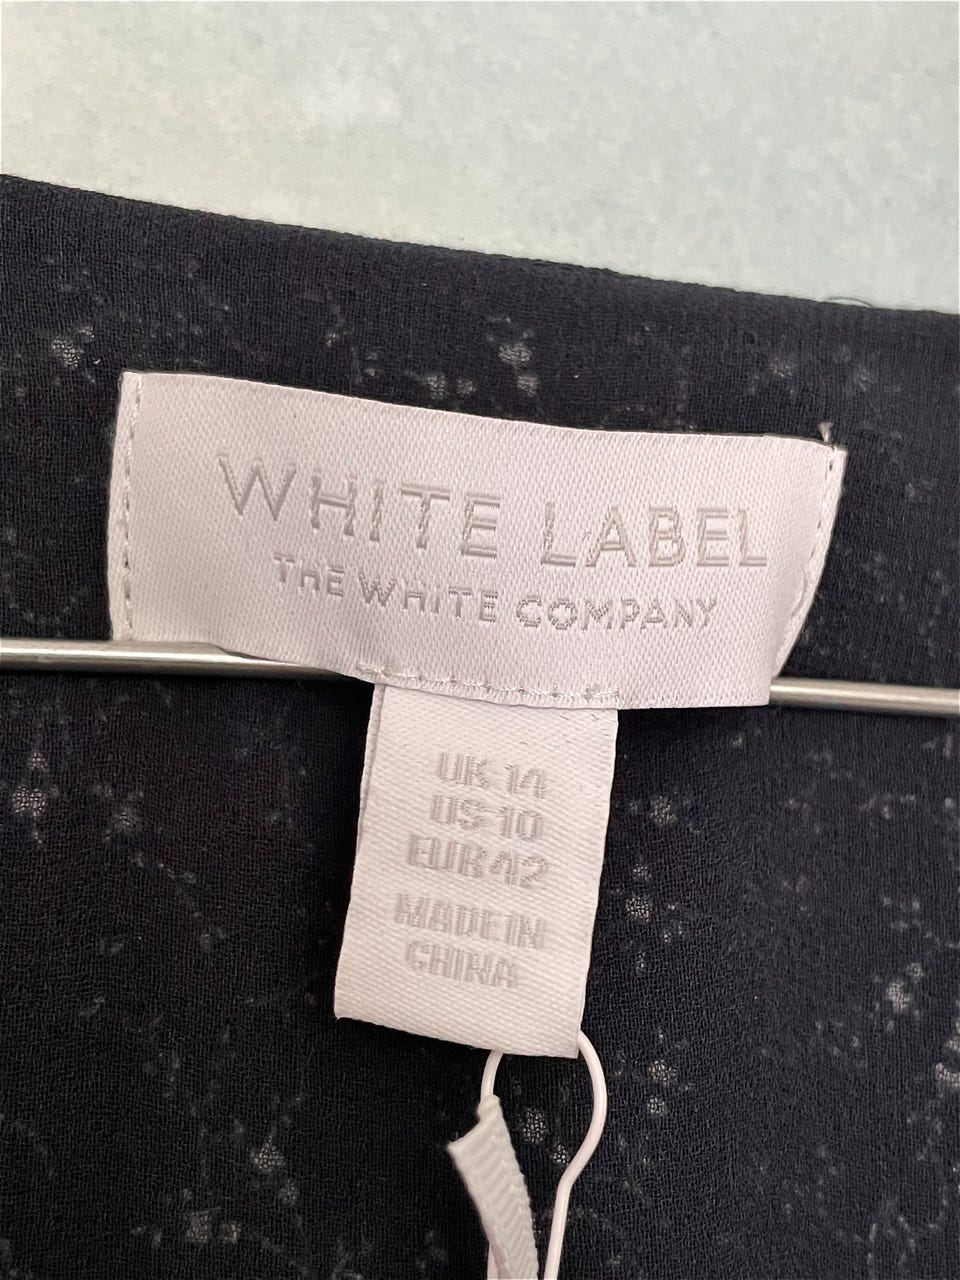 WHITE LABEL
THE WHITE COMPANY
UK 14
US 10
EUR 42
MADE IN
CHINA